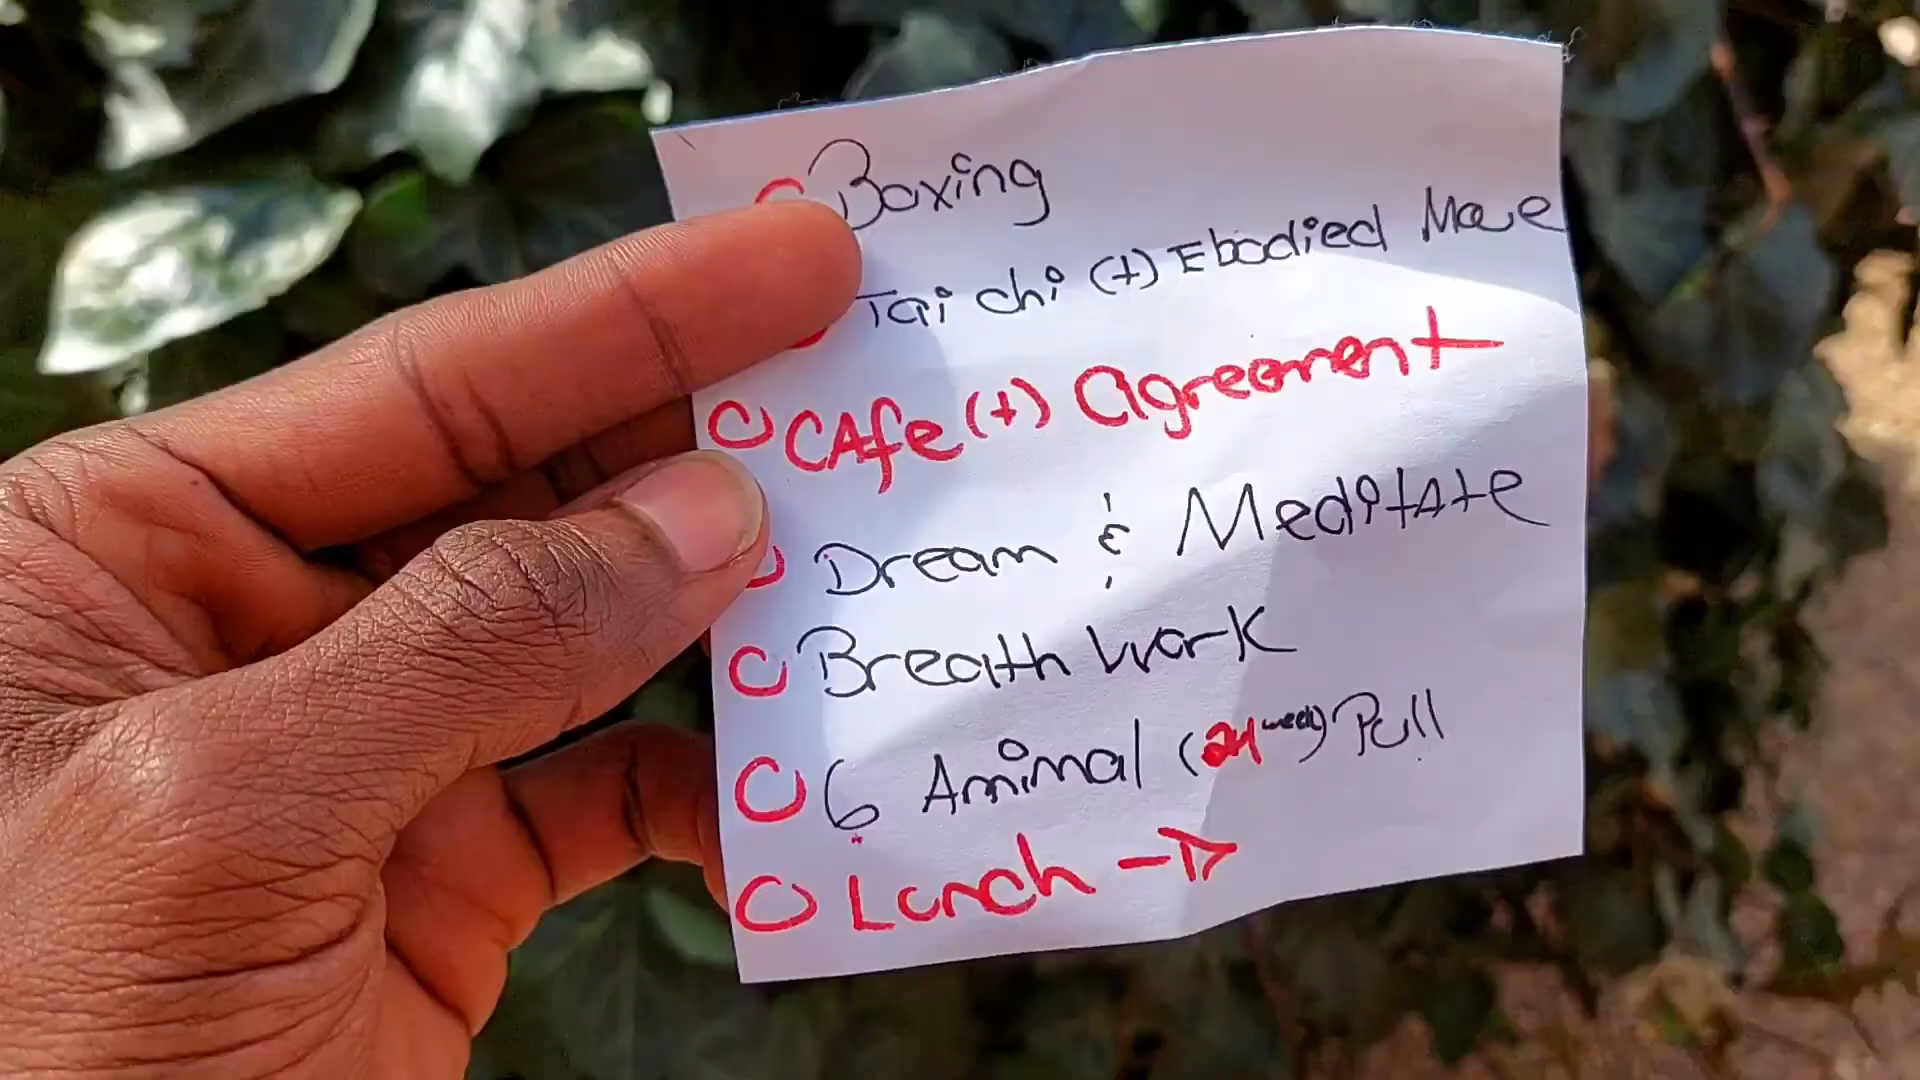 Boxing
Tai chi (+) Ebodied Move
CAfe (+) Agreement
Dream & MeditAte
Breath Work
6 Animal (24 week) Pull
Lunch →